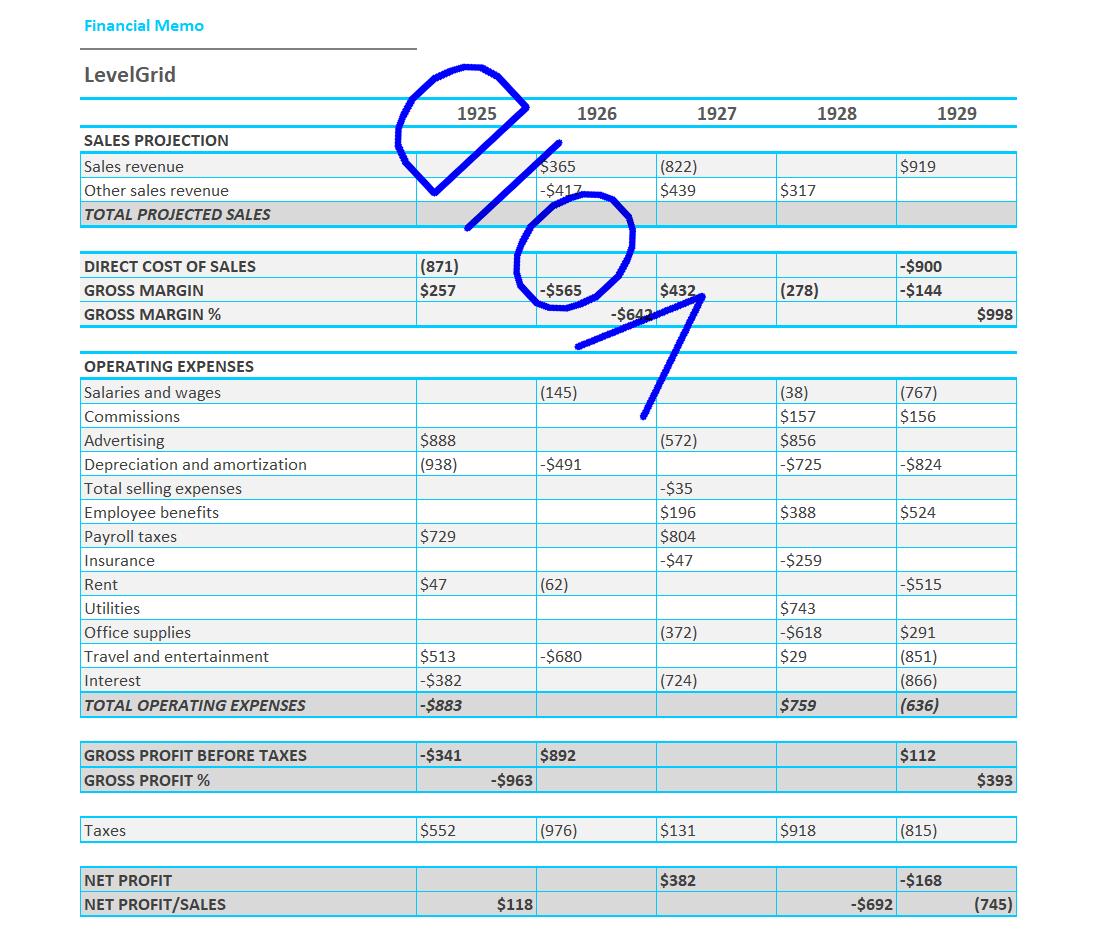 Financial Memo
LevelGrid
1925 1926 1927 1928 1929
SALES PROJECTION
Sales revenue $365 (822) $919
Other sales revenue -$417 $439 $317
TOTAL PROJECTED SALES
DIRECT COST OF SALES (871) -$900
GROSS MARGIN $257 -$565 $432 (278) -$144
GROSS MARGIN % -$642 $998
OPERATING EXPENSES
Salaries and wages (145) (38) (767)
Commissions $157 $156
Advertising $888 (572) $856
Depreciation and amortization (938) -$491 -$725 -$824
Total selling expenses -$35
Employee benefits $196 $388 $524
Payroll taxes $729 $804
Insurance -$47 -$259
Rent $47 (62) -$515
Utilities $743
Office supplies (372) -$618 $291
Travel and entertainment $513 -$680 $29 (851)
Interest -$382 (724) (866)
TOTAL OPERATING EXPENSES -$883 $759 (636)
GROSS PROFIT BEFORE TAXES -$341 $892 $112
GROSS PROFIT % -$963 $393
Taxes $552 (976) $131 $918 (815)
NET PROFIT $382 -$168
NET PROFIT/SALES $118 -$692 (745)